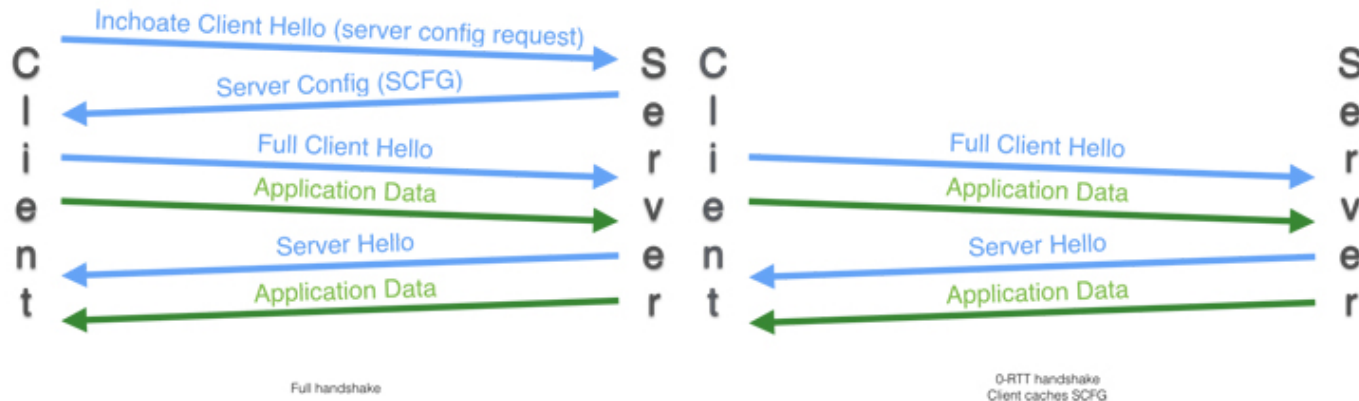 Inchoate Client Hello (server config request)
Server Config (SCFG)
Full Client Hello
Application Data
Server Hello
Application Data
Client
Server
Full handshake
Full Client Hello
Application Data
Server Hello
Application Data
Client
Server
0-RTT handshake
Client caches SCFG